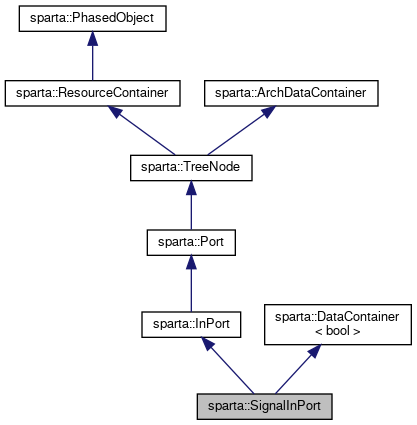 sparta::PhasedObject
sparta::ResourceContainer
sparta::ArchDataContainer
sparta::TreeNode
sparta::Port
sparta::InPort
sparta::DataContainer
< bool >
sparta::SignalInPort